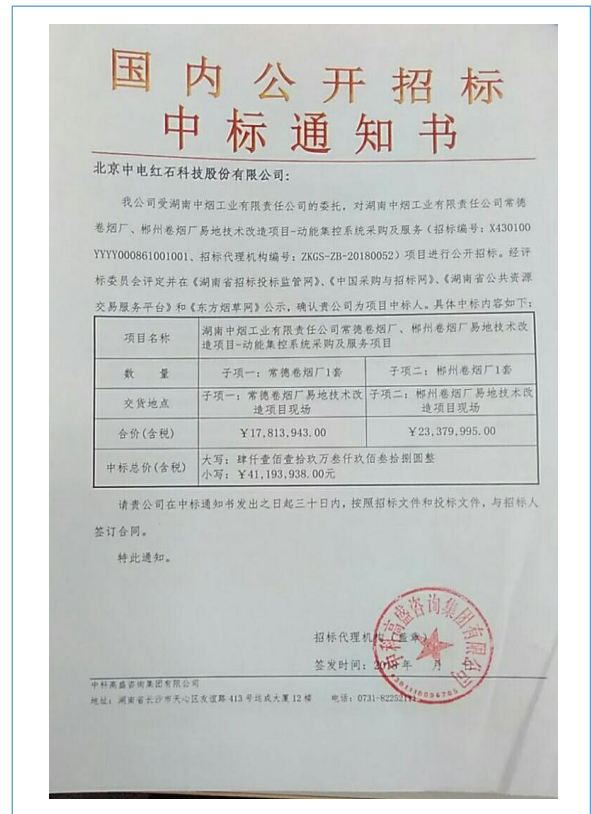 国内公开招标
中标通知书
北京中电红石科技股份有限公司：
我公司受湖南中烟工业有限责任公司的委托，对湖南中烟工业有限责任公司常德
卷烟厂、郴州卷烟厂易地技术改造项目-动能集控系统采购及服务（招标编号：X430100
YYYY000861001001、招标代理机构编号：ZKGS-ZB-20180052）项目进行公开招标。经评
标委员会评定并在《湖南省招标投标监管网》、《中国采购与招标网》、《湖南省公共资源
交易服务平台》和《东方烟草网》公示，确认贵公司为项目中标人。具体中标内容如下：
项目名称
湖南中烟工业有限责任公司常德卷烟厂、郴州卷烟厂易地技术改
造项目-动能集控系统采购及服务项目
数 量
子项一：常德卷烟厂1套
子项二：郴州卷烟厂1套
交货地点
子项一：常德卷烟厂易地技术改
造项目现场
子项二：郴州卷烟厂易地技术改
造项目现场
合价(含税)
￥17,813,943.00
￥23,379,995.00
中标总价(含税)
大写：肆仟壹佰壹拾玖万叁仟玖佰叁拾捌圆整
小写：￥41,193,938.00元
请贵公司在中标通知书发出之日起三十日内，按照招标文件和投标文件，与招标人
签订合同。
特此通知。
招标代理机构（盖章）
签发时间：
年 月
中科高盛咨询集团有限公司
中科高盛咨询集团有限公司
地址：湖南省长沙市天心区友谊路413号运成大厦12楼 电话：0731-82252111